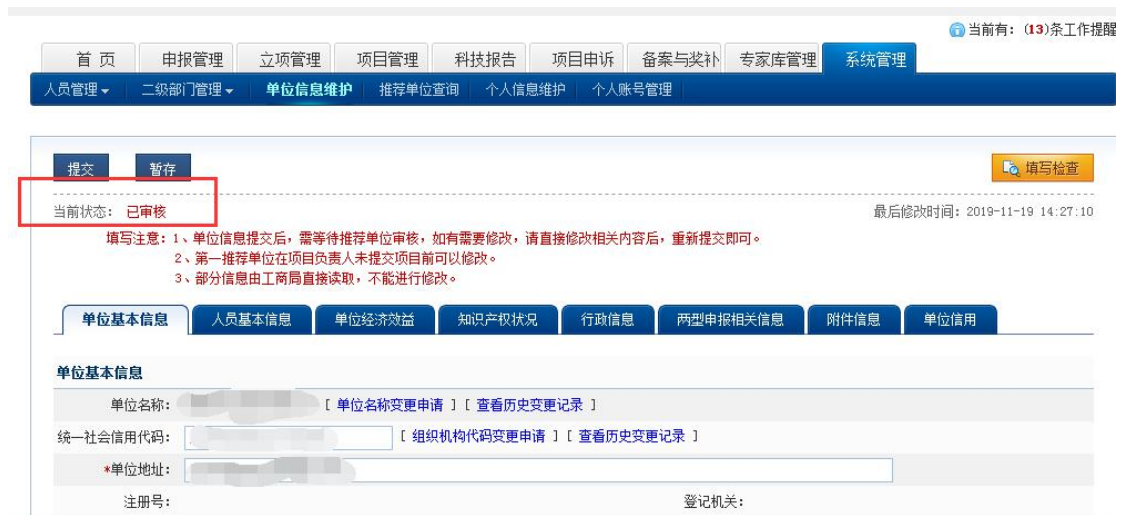 当前有：(13)条工作提醒
首 页 申报管理 立项管理 项目管理 科技报告 项目申诉 备案与奖补 专家库管理 系统管理
人员管理 二级部门管理 单位信息维护 推荐单位查询 个人信息维护 个人账号管理
提交 暂存 填写检查
当前状态： 已审核 最后修改时间：2019-11-19 14:27:10
填写注意：1、单位信息提交后，需等待推荐单位审核，如有需要修改，请直接修改相关内容后，重新提交即可。
2、第一推荐单位在项目负责人未提交项目前可以修改。
3、部分信息由工商局直接读取，不能进行修改。
单位基本信息 人员基本信息 单位经济效益 知识产权状况 行政信息 两型申报相关信息 附件信息 单位信用
单位基本信息
单位名称： [ 单位名称变更申请 ] [ 查看历史变更记录 ]
统一社会信用代码： [ 组织机构代码变更申请 ] [ 查看历史变更记录 ]
*单位地址：
注册号： 登记机关：